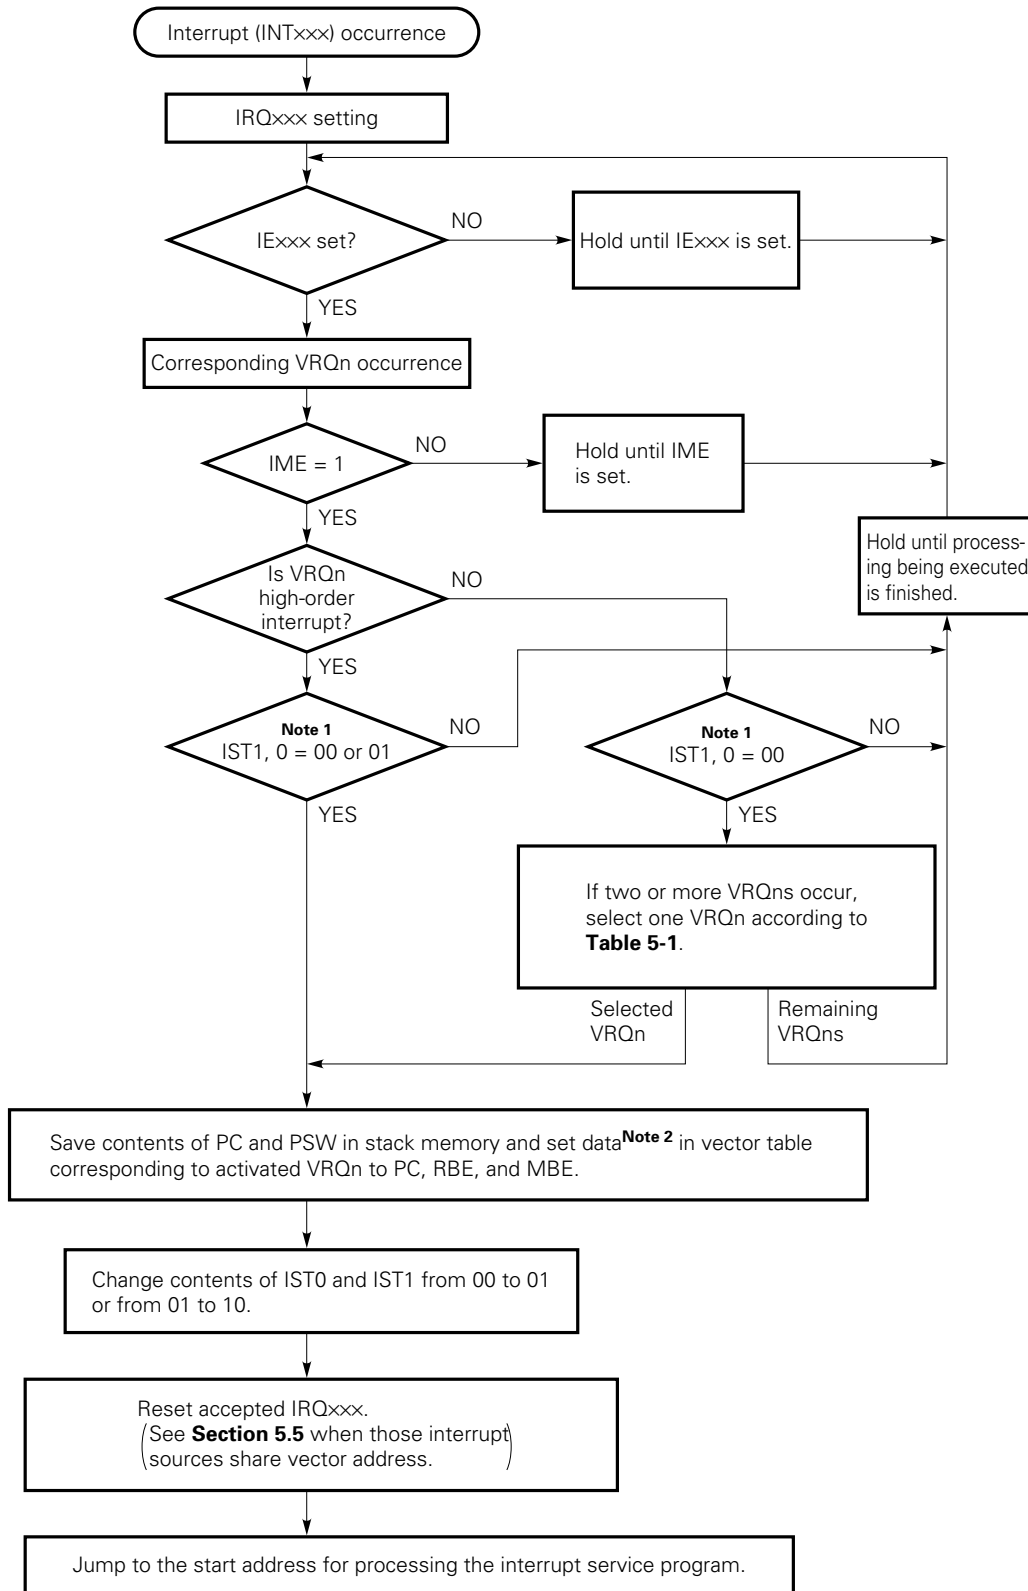 Interrupt (INT×××) occurrence
IRQ××× setting
IE××× set?
NO
Hold until IE××× is set.
YES
Corresponding VRQn occurrence
IME = 1
NO
Hold until IME
is set.
YES
Hold until process-
ing being executed
is finished.
Is VRQn
high-order
interrupt?
NO
YES
Note 1
IST1, 0 = 00 or 01
NO
Note 1
IST1, 0 = 00
NO
YES
YES
If two or more VRQns occur,
select one VRQn according to
Table 5-1.
Selected
VRQn
Remaining
VRQns
Save contents of PC and PSW in stack memory and set data Note 2 in vector table
corresponding to activated VRQn to PC, RBE, and MBE.
Change contents of IST0 and IST1 from 00 to 01
or from 01 to 10.
Reset accepted IRQ×××.
(See Section 5.5 when those interrupt
sources share vector address.)
Jump to the start address for processing the interrupt service program.